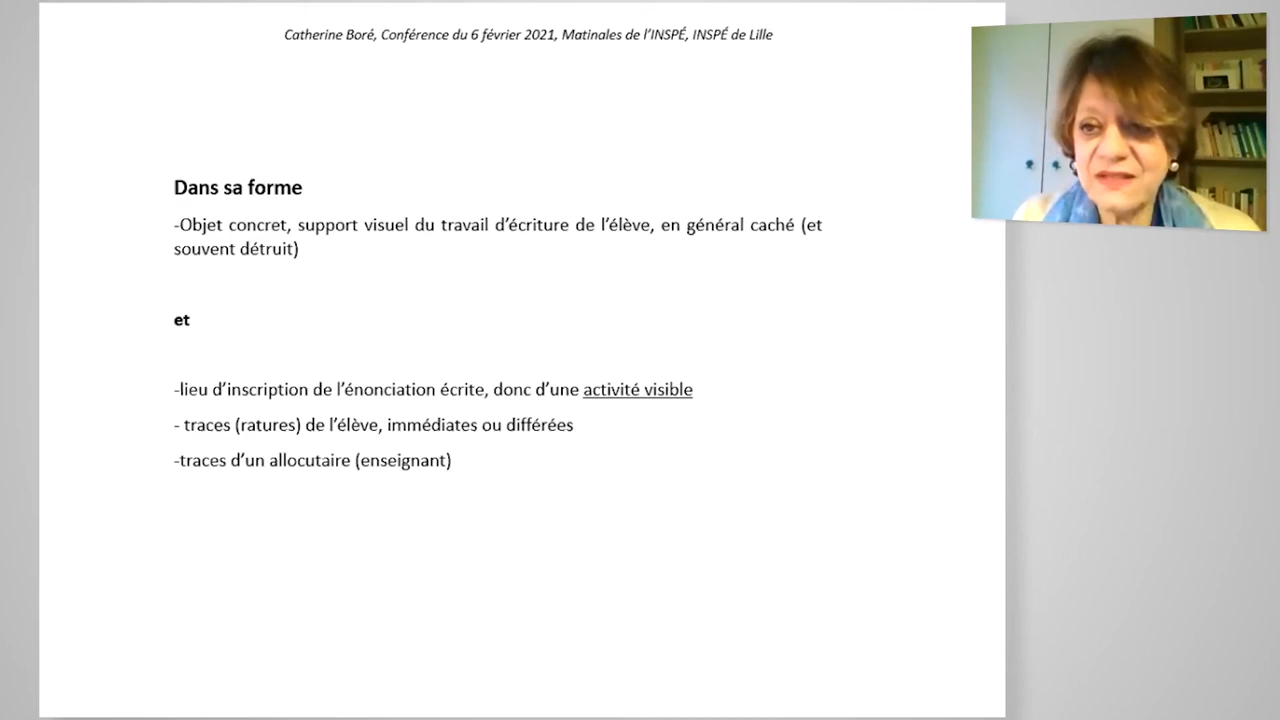 Catherine Boré, Conférence du 6 février 2021, Matinales de l'INSPÉ, INSPÉ de Lille
Dans sa forme
-Objet concret, support visuel du travail d'écriture de l'élève, en général caché (et
souvent détruit)
et
-lieu d'inscription de l'énonciation écrite, donc d'une activité visible
- traces (ratures) de l'élève, immédiates ou différées
-traces d'un allocutaire (enseignant)